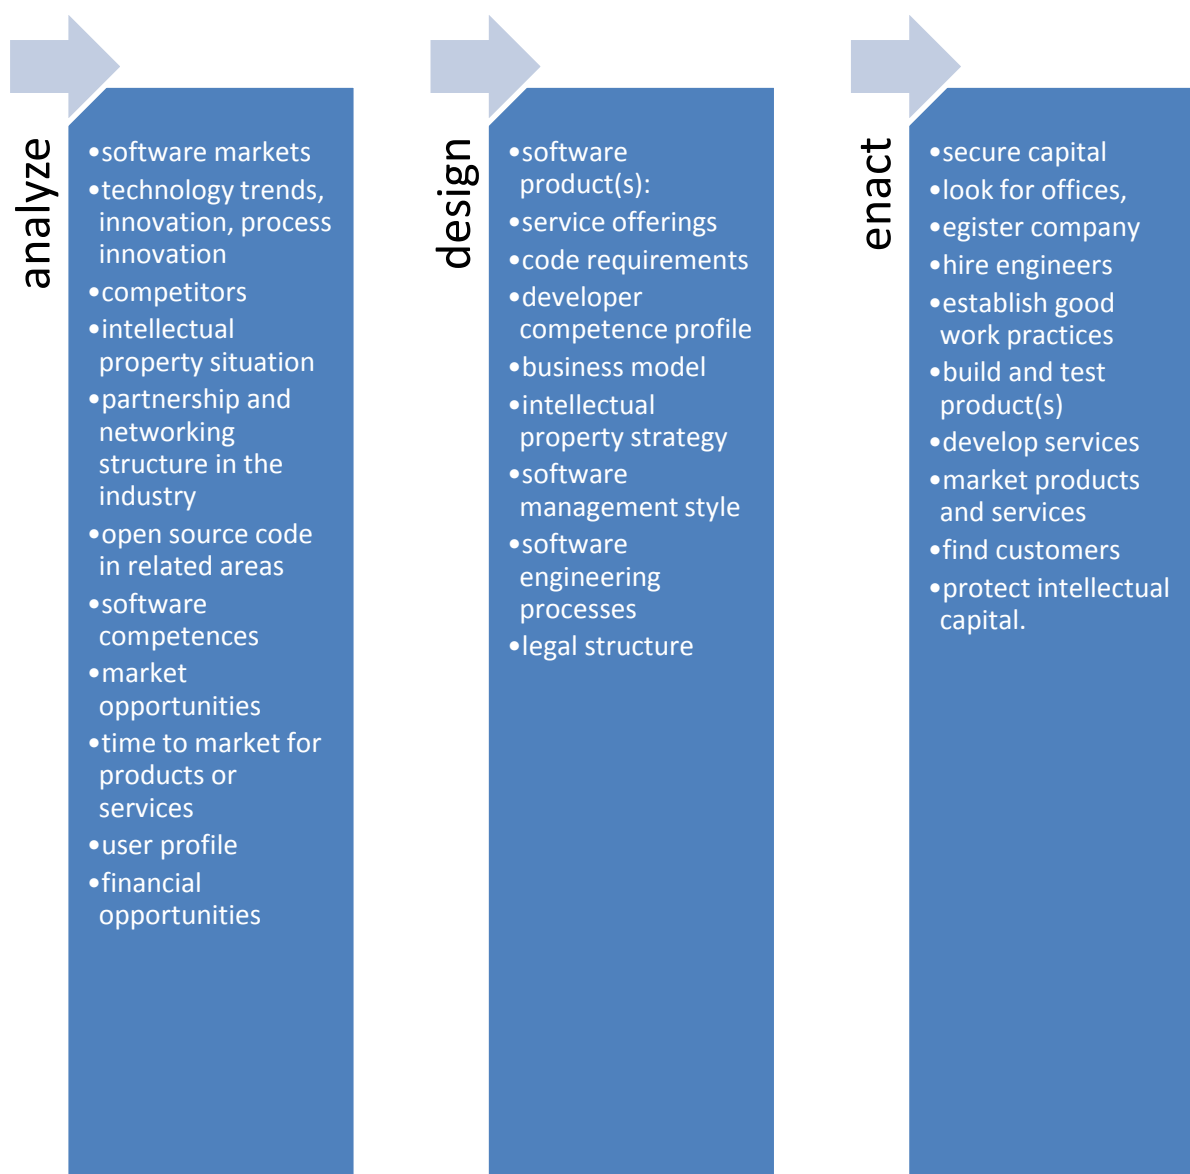 analyze
•software markets
•technology trends,
innovation, process
innovation
•competitors
•intellectual
property situation
•partnership and
networking
structure in the
industry
•open source code
in related areas
•software
competences
•market
opportunities
•time to market for
products or
services
•user profile
•financial
opportunities
design
•software
product(s):
•service offerings
•code requirements
•developer
competence profile
•business model
•intellectual
property strategy
•software
management style
•software
engineering
processes
•legal structure
enact
•secure capital
•look for offices,
•egister company
•hire engineers
•establish good
work practices
•build and test
product(s)
•develop services
•market products
and services
•find customers
•protect intellectual
capital.